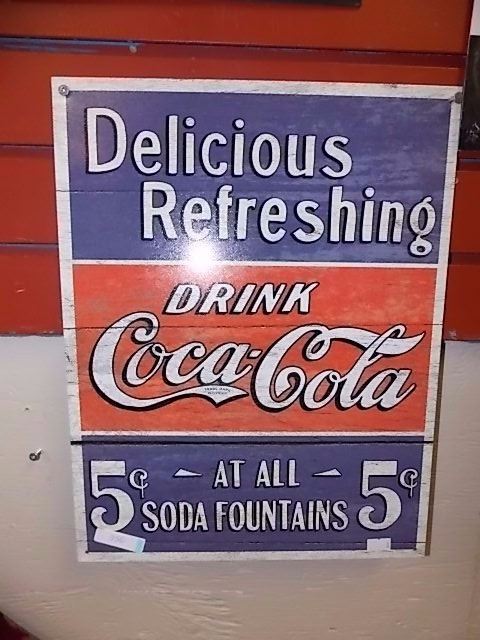 Delicious
Refreshing
DRINK
Coca-Cola
5¢ AT ALL 5¢
SODA FOUNTAINS